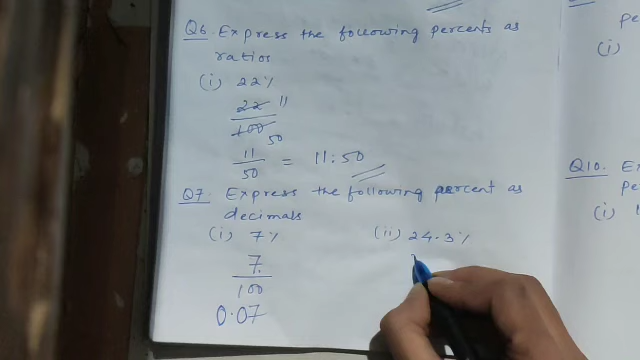 Q6. Express the following percents as
ratios
(i) 22%
22 11
100 50
11
50 = 11:50
Q7 Express the following percent as
decimals
(i) 7% (ii) 24.3%
7
100
0.07
pe
(i)
Q10. E
pe
(i)